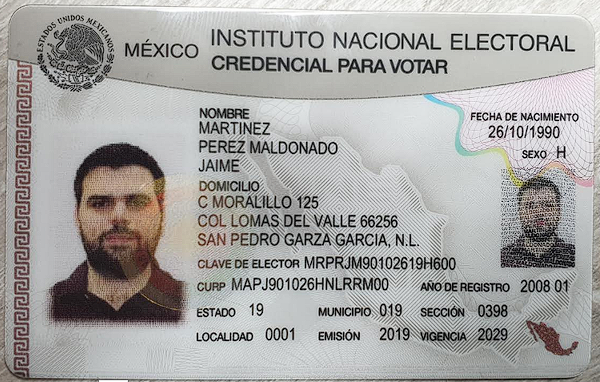 ESTADOS UNIDOS MEXICANOS
MÉXICO INSTITUTO NACIONAL ELECTORAL
CREDENCIAL PARA VOTAR
NOMBRE
MARTINEZ
PEREZ MALDONADO
JAIME
FECHA DE NACIMIENTO
26/10/1990
SEXO H
DOMICILIO
C MORALILLO 125
COL LOMAS DEL VALLE 66256
SAN PEDRO GARZA GARCIA, N.L.
CLAVE DE ELECTOR MRPRJM90102619H600
CURP MAPJ901026HNLRRM00 AÑO DE REGISTRO 2008 01
ESTADO 19 MUNICIPIO 019 SECCIÓN 0398
LOCALIDAD 0001 EMISIÓN 2019 VIGENCIA 2029